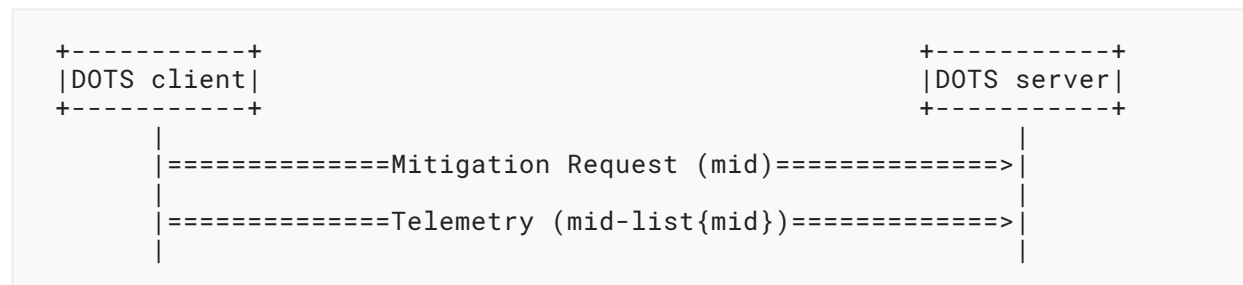 +-----------+                                        +-----------+
|DOTS client|                                        |DOTS server|
+-----------+                                        +-----------+
      |                                                    |
      |==============Mitigation Request (mid)==============>|
      |                                                    |
      |==============Telemetry (mid-list{mid})=============>|
      |                                                    |